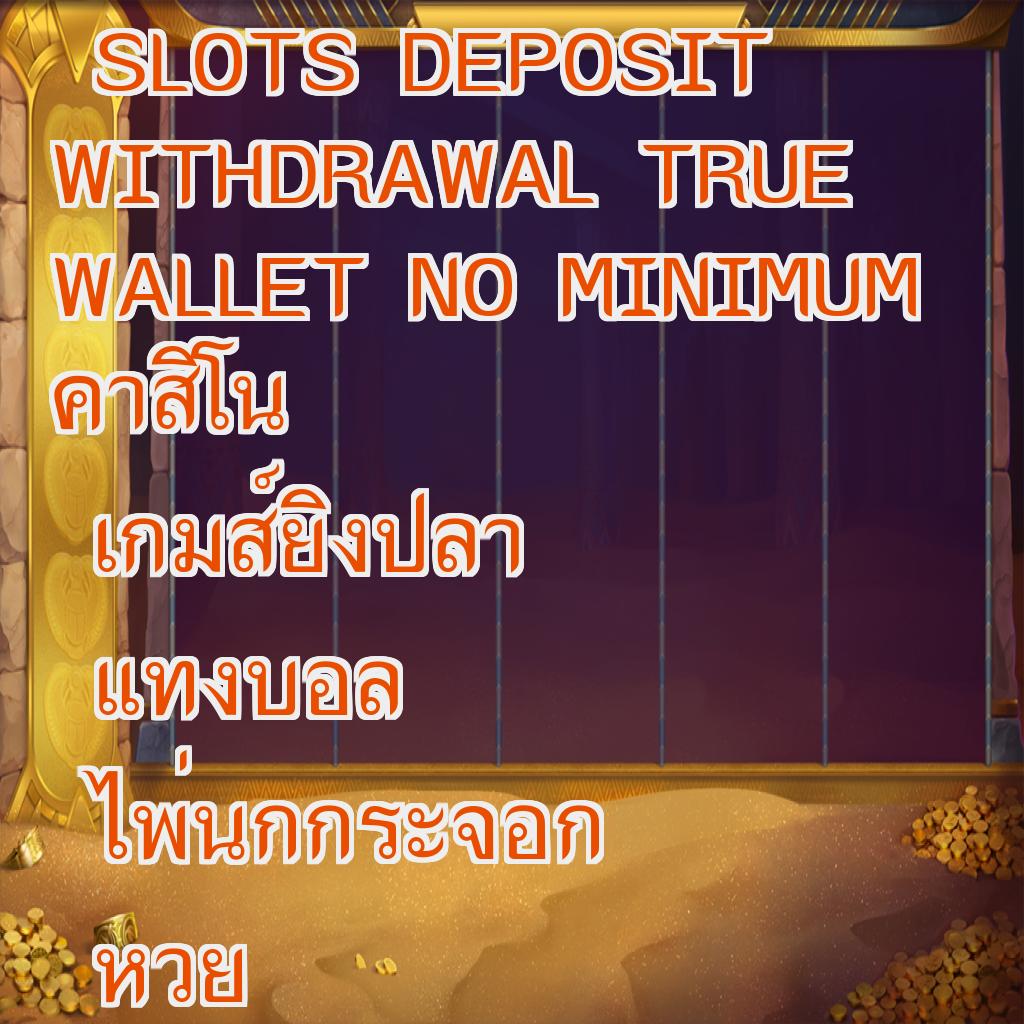 SLOTS DEPOSIT
WITHDRAWAL TRUE
WALLET NO MINIMUM
คาสิโน
เกมส์ยิงปลา
แทงบอล
ไพ่นกกระจอก
หวย